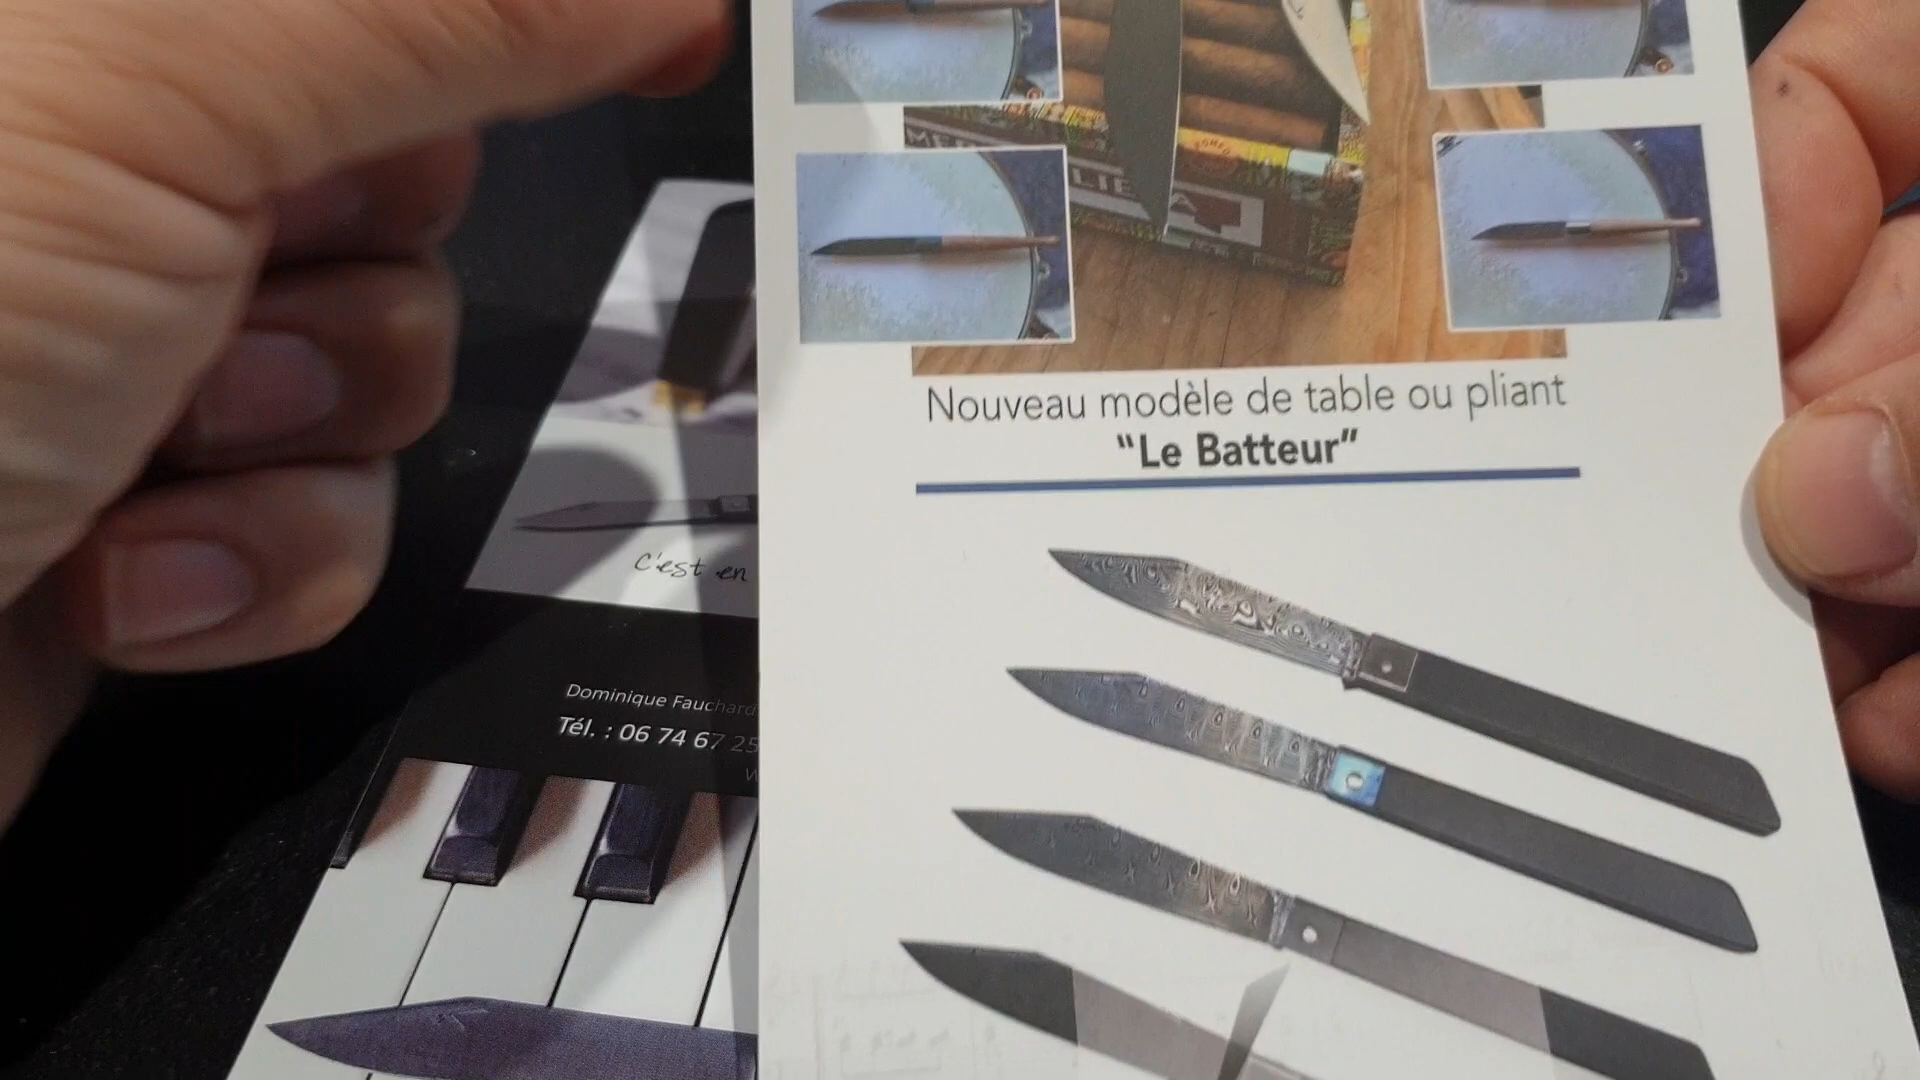 Nouveau modèle de table ou pliant
"Le Batteur"
C'est en
Dominique Fauchard
Tél. : 06 74 67 25